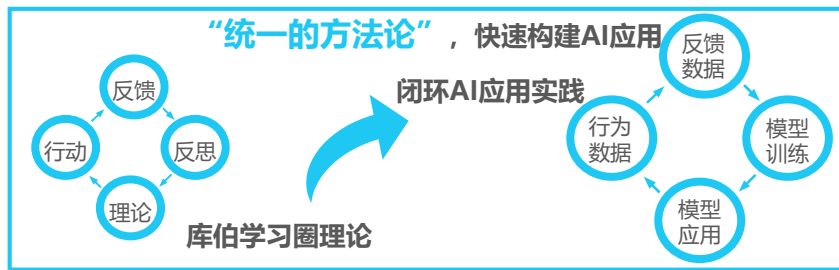 “统一的方法论”，快速构建AI应用
闭环AI应用实践
反馈
行动
反思
理论
库伯学习圈理论
反馈
数据
行为
数据
模型
训练
模型
应用